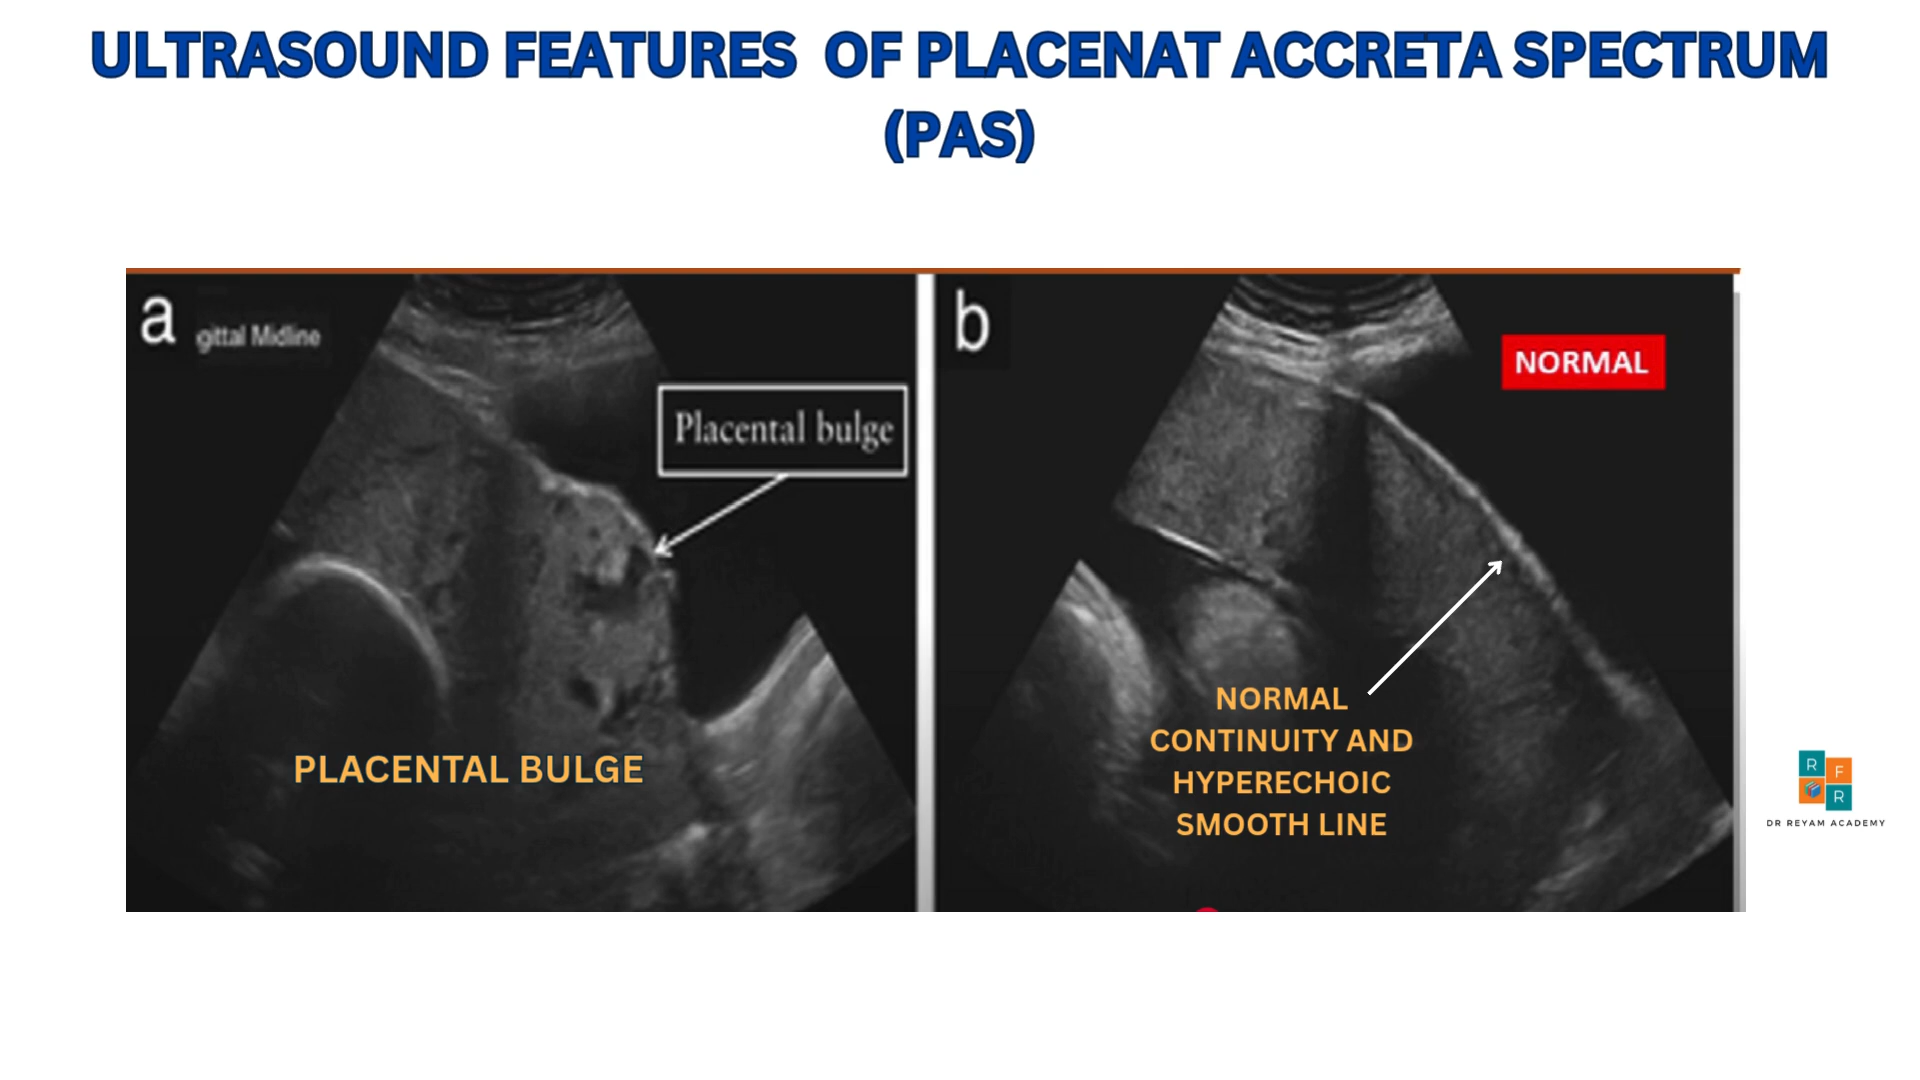 ULTRASOUND FEATURES OF PLACENAT ACCRETA SPECTRUM
(PAS)
a
gittal Midline
Placental bulge
PLACENTAL BULGE
b
NORMAL
NORMAL
CONTINUITY AND
HYPERECHOIC
SMOOTH LINE
R
F
R
DR REYAM ACADEMY